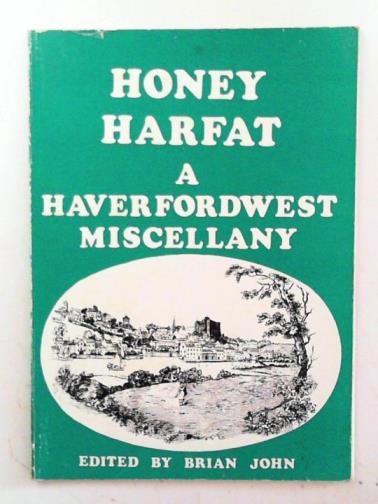 HONEY
HARFAT
A
HAVERFORDWEST
MISCELLANY
EDITED BY BRIAN JOHN